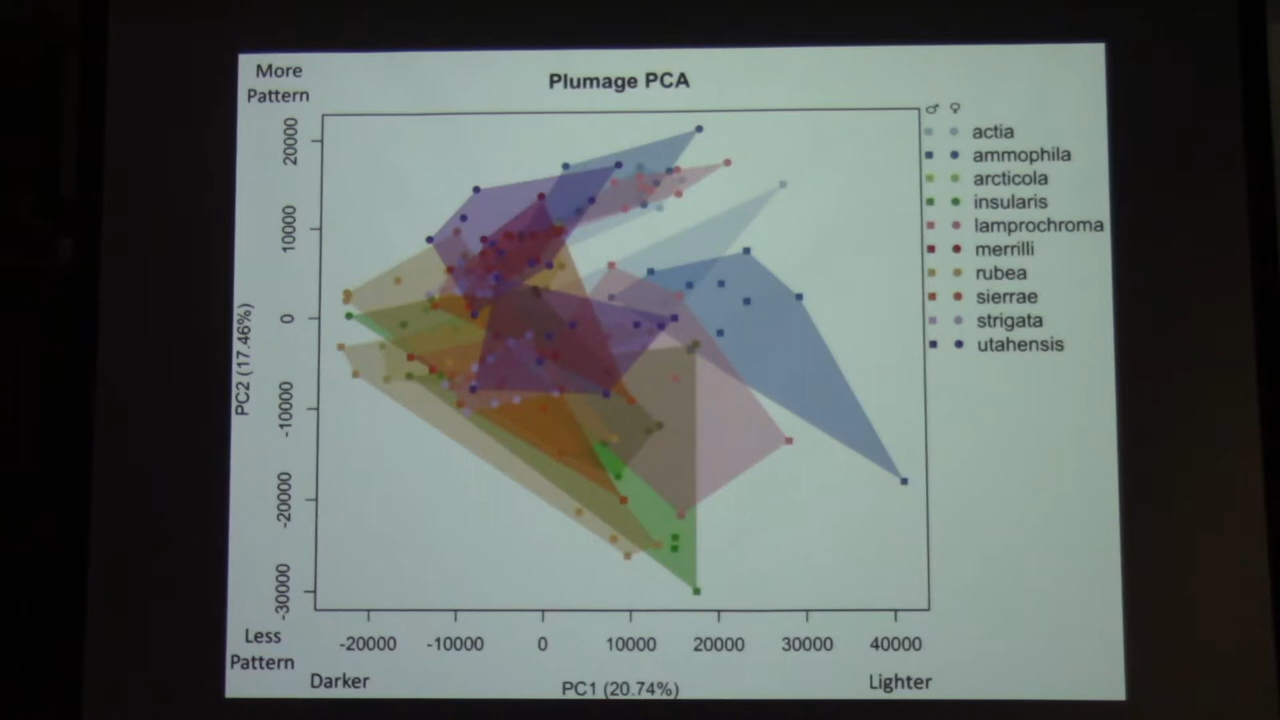 More
Pattern
Plumage PCA
♂ ♀
actia
ammophila
arcticola
insularis
lamprochroma
merrilli
rubea
sierrae
strigata
utahensis
20000
10000
0
-10000
-20000
-30000
PC2 (17.46%)
-20000 -10000 0 10000 20000 30000 40000
Less
Pattern
Darker
PC1 (20.74%)
Lighter